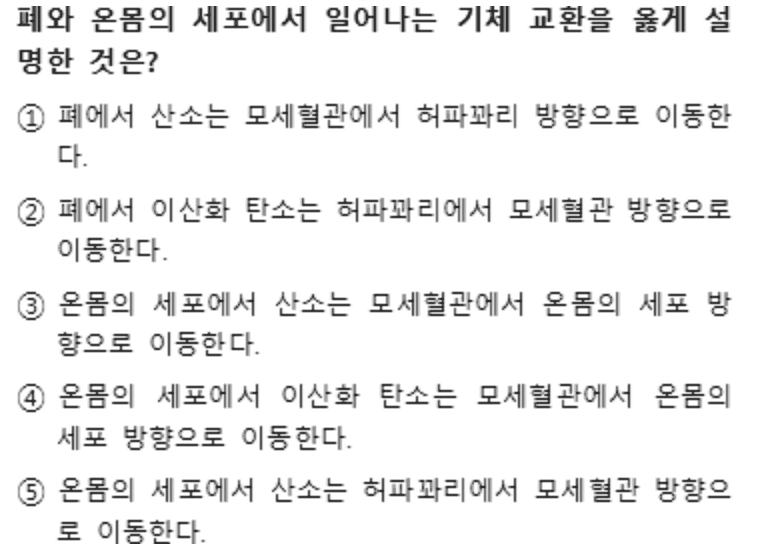 폐와 온몸의 세포에서 일어나는 기체 교환을 옳게 설
명한 것은?
① 폐에서 산소는 모세혈관에서 허파꽈리 방향으로 이동한
다.
② 폐에서 이산화 탄소는 허파꽈리에서 모세혈관 방향으로
이동한다.
③ 온몸의 세포에서 산소는 모세혈관에서 온몸의 세포 방
향으로 이동한다.
④ 온몸의 세포에서 이산화 탄소는 모세혈관에서 온몸의
세포 방향으로 이동한다.
⑤ 온몸의 세포에서 산소는 허파꽈리에서 모세혈관 방향으
로 이동한다.